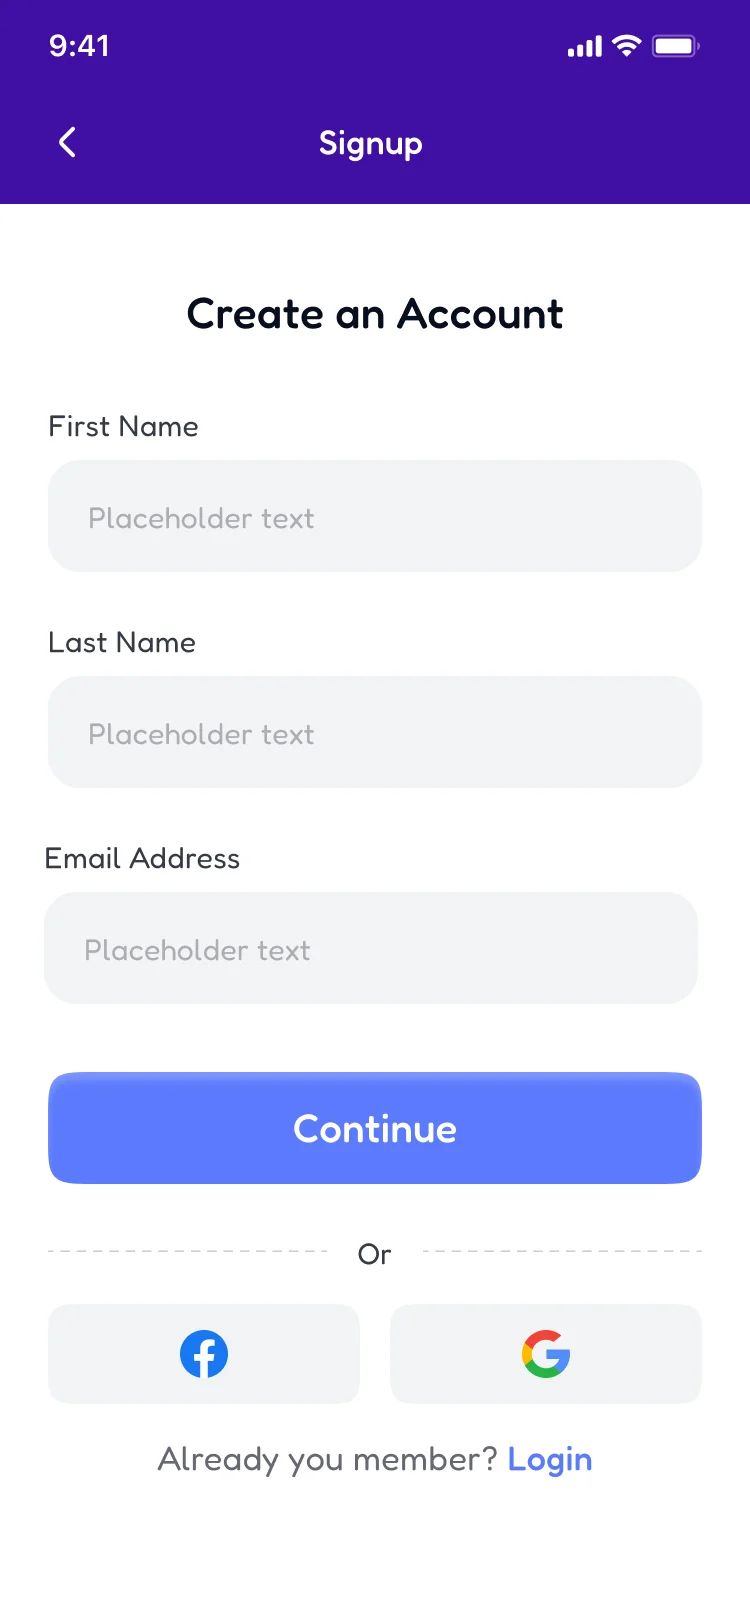 9:41
Signup
Create an Account
First Name
Placeholder text
Last Name
Placeholder text
Email Address
Placeholder text
Continue
Or
Already you member? Login